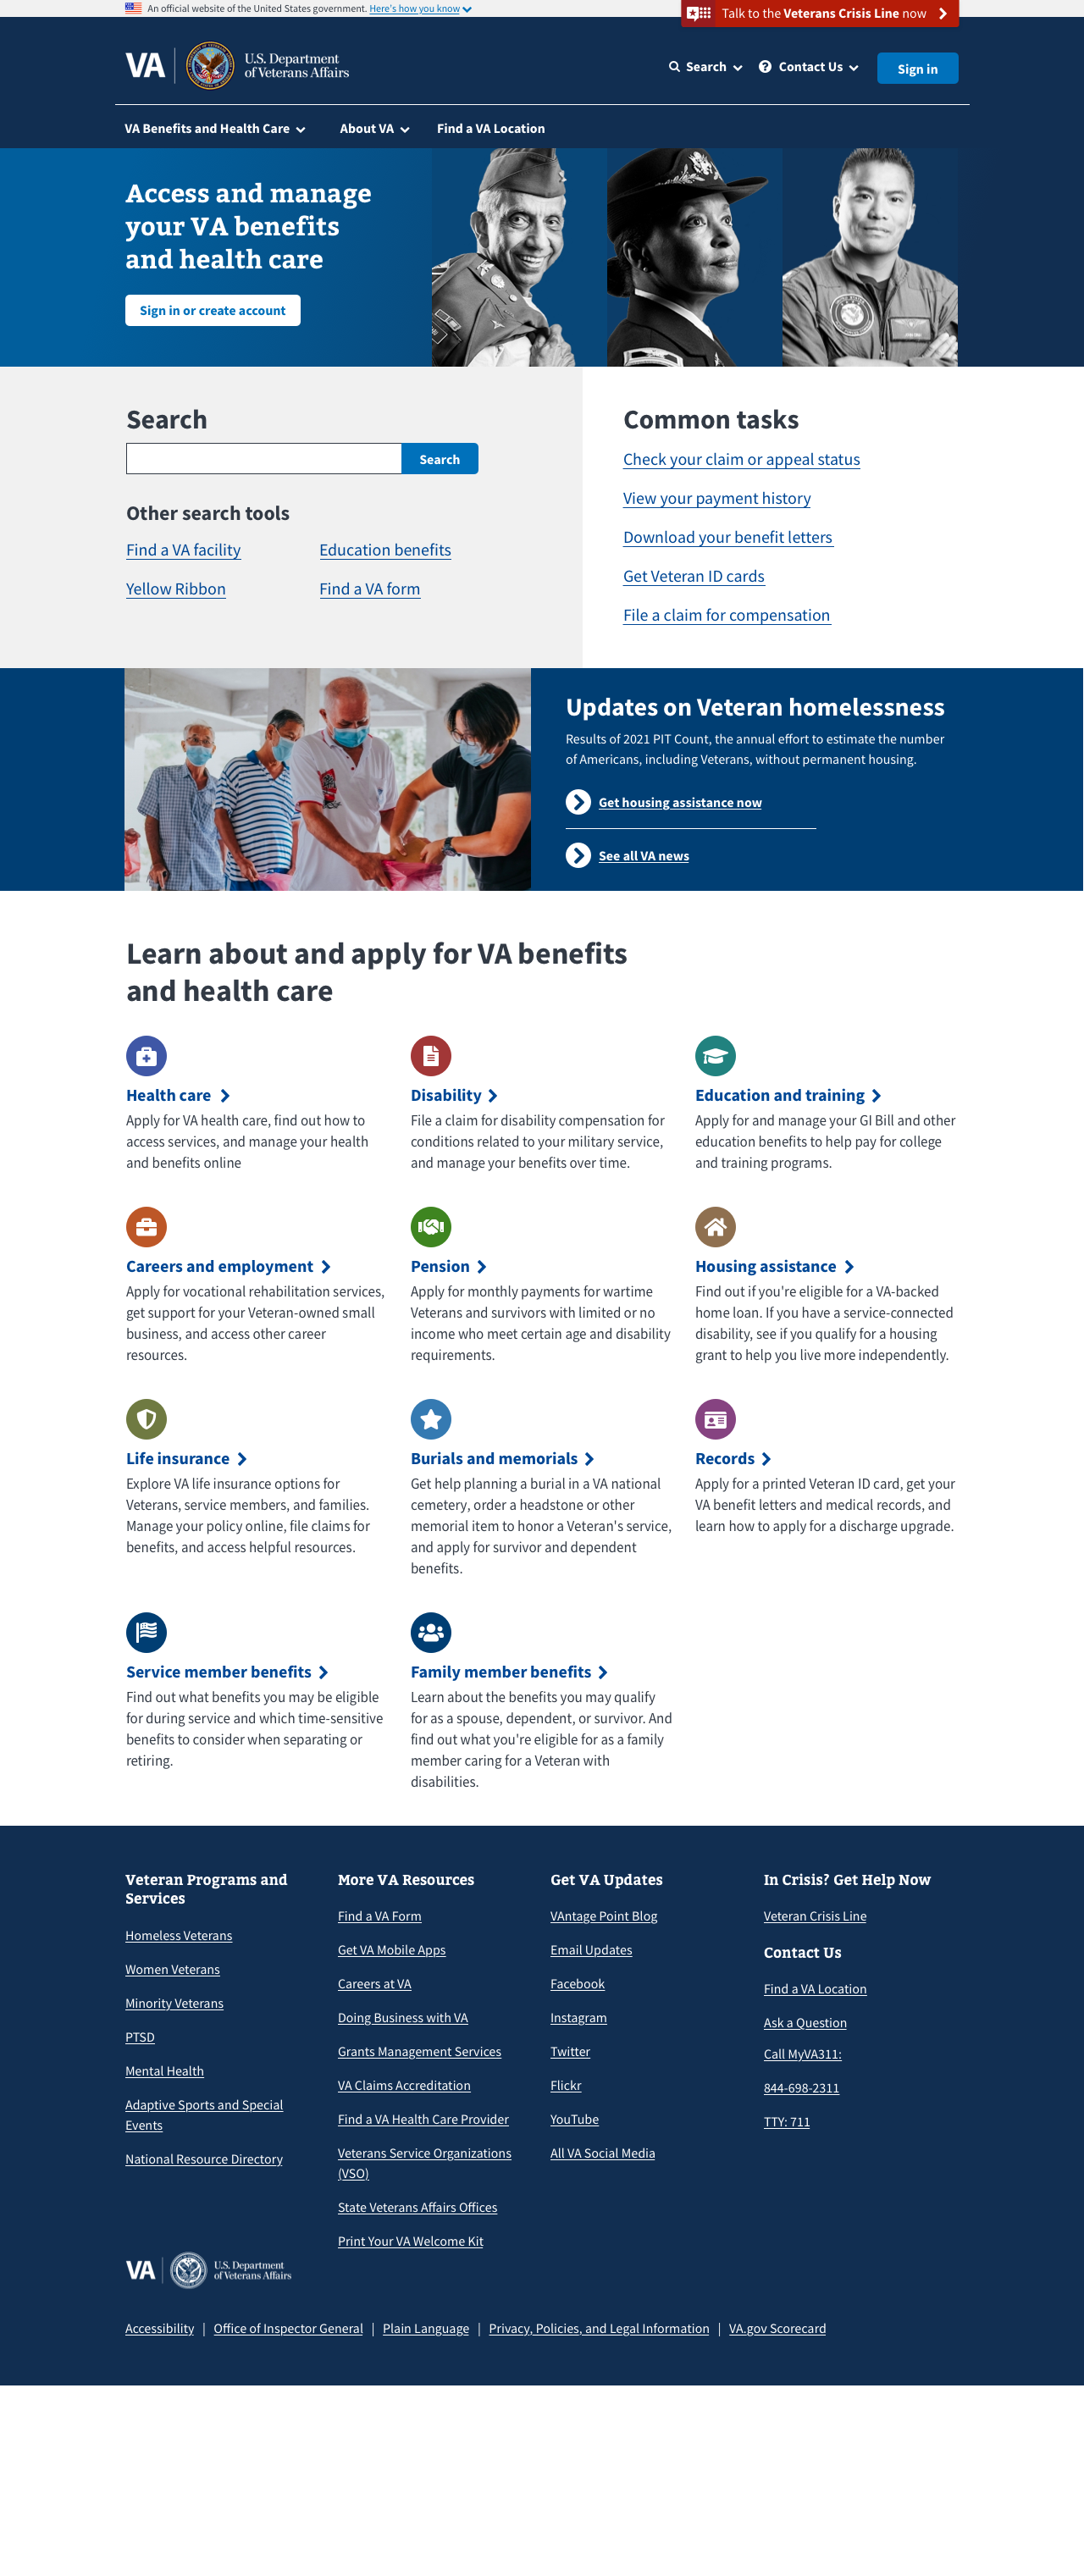 An official website of the United States government. Here's how you know
Talk to the Veterans Crisis Line now
VA
U.S. Department
of Veterans Affairs
Search
Contact Us
Sign in
VA Benefits and Health Care
About VA
Find a VA Location
Access and manage
your VA benefits
and health care
Sign in or create account
Search
Search
Other search tools
Find a VA facility
Education benefits
Yellow Ribbon
Find a VA form
Common tasks
Check your claim or appeal status
View your payment history
Download your benefit letters
Get Veteran ID cards
File a claim for compensation
Updates on Veteran homelessness
Results of 2021 PIT Count, the annual effort to estimate the number
of Americans, including Veterans, without permanent housing.
Get housing assistance now
See all VA news
Learn about and apply for VA benefits
and health care
Health care
Apply for VA health care, find out how to
access services, and manage your health
and benefits online
Disability
File a claim for disability compensation for
conditions related to your military service,
and manage your benefits over time.
Education and training
Apply for and manage your GI Bill and other
education benefits to help pay for college
and training programs.
Careers and employment
Apply for vocational rehabilitation services,
get support for your Veteran-owned small
business, and access other career
resources.
Pension
Apply for monthly payments for wartime
Veterans and survivors with limited or no
income who meet certain age and disability
requirements.
Housing assistance
Find out if you're eligible for a VA-backed
home loan. If you have a service-connected
disability, see if you qualify for a housing
grant to help you live more independently.
Life insurance
Explore VA life insurance options for
Veterans, service members, and families.
Manage your policy online, file claims for
benefits, and access helpful resources.
Burials and memorials
Get help planning a burial in a VA national
cemetery, order a headstone or other
memorial item to honor a Veteran's service,
and apply for survivor and dependent
benefits.
Records
Apply for a printed Veteran ID card, get your
VA benefit letters and medical records, and
learn how to apply for a discharge upgrade.
Service member benefits
Find out what benefits you may be eligible
for during service and which time-sensitive
benefits to consider when separating or
retiring.
Family member benefits
Learn about the benefits you may qualify
for as a spouse, dependent, or survivor. And
find out what you're eligible for as a family
member caring for a Veteran with
disabilities.
Veteran Programs and
Services
Homeless Veterans
Women Veterans
Minority Veterans
PTSD
Mental Health
Adaptive Sports and Special
Events
National Resource Directory
More VA Resources
Find a VA Form
Get VA Mobile Apps
Careers at VA
Doing Business with VA
Grants Management Services
VA Claims Accreditation
Find a VA Health Care Provider
Veterans Service Organizations
(VSO)
State Veterans Affairs Offices
Print Your VA Welcome Kit
Get VA Updates
VAntage Point Blog
Email Updates
Facebook
Instagram
Twitter
Flickr
YouTube
All VA Social Media
In Crisis? Get Help Now
Veteran Crisis Line
Contact Us
Find a VA Location
Ask a Question
Call MyVA311:
844-698-2311
TTY: 711
VA
U.S. Department
of Veterans Affairs
Accessibility | Office of Inspector General | Plain Language | Privacy, Policies, and Legal Information | VA.gov Scorecard